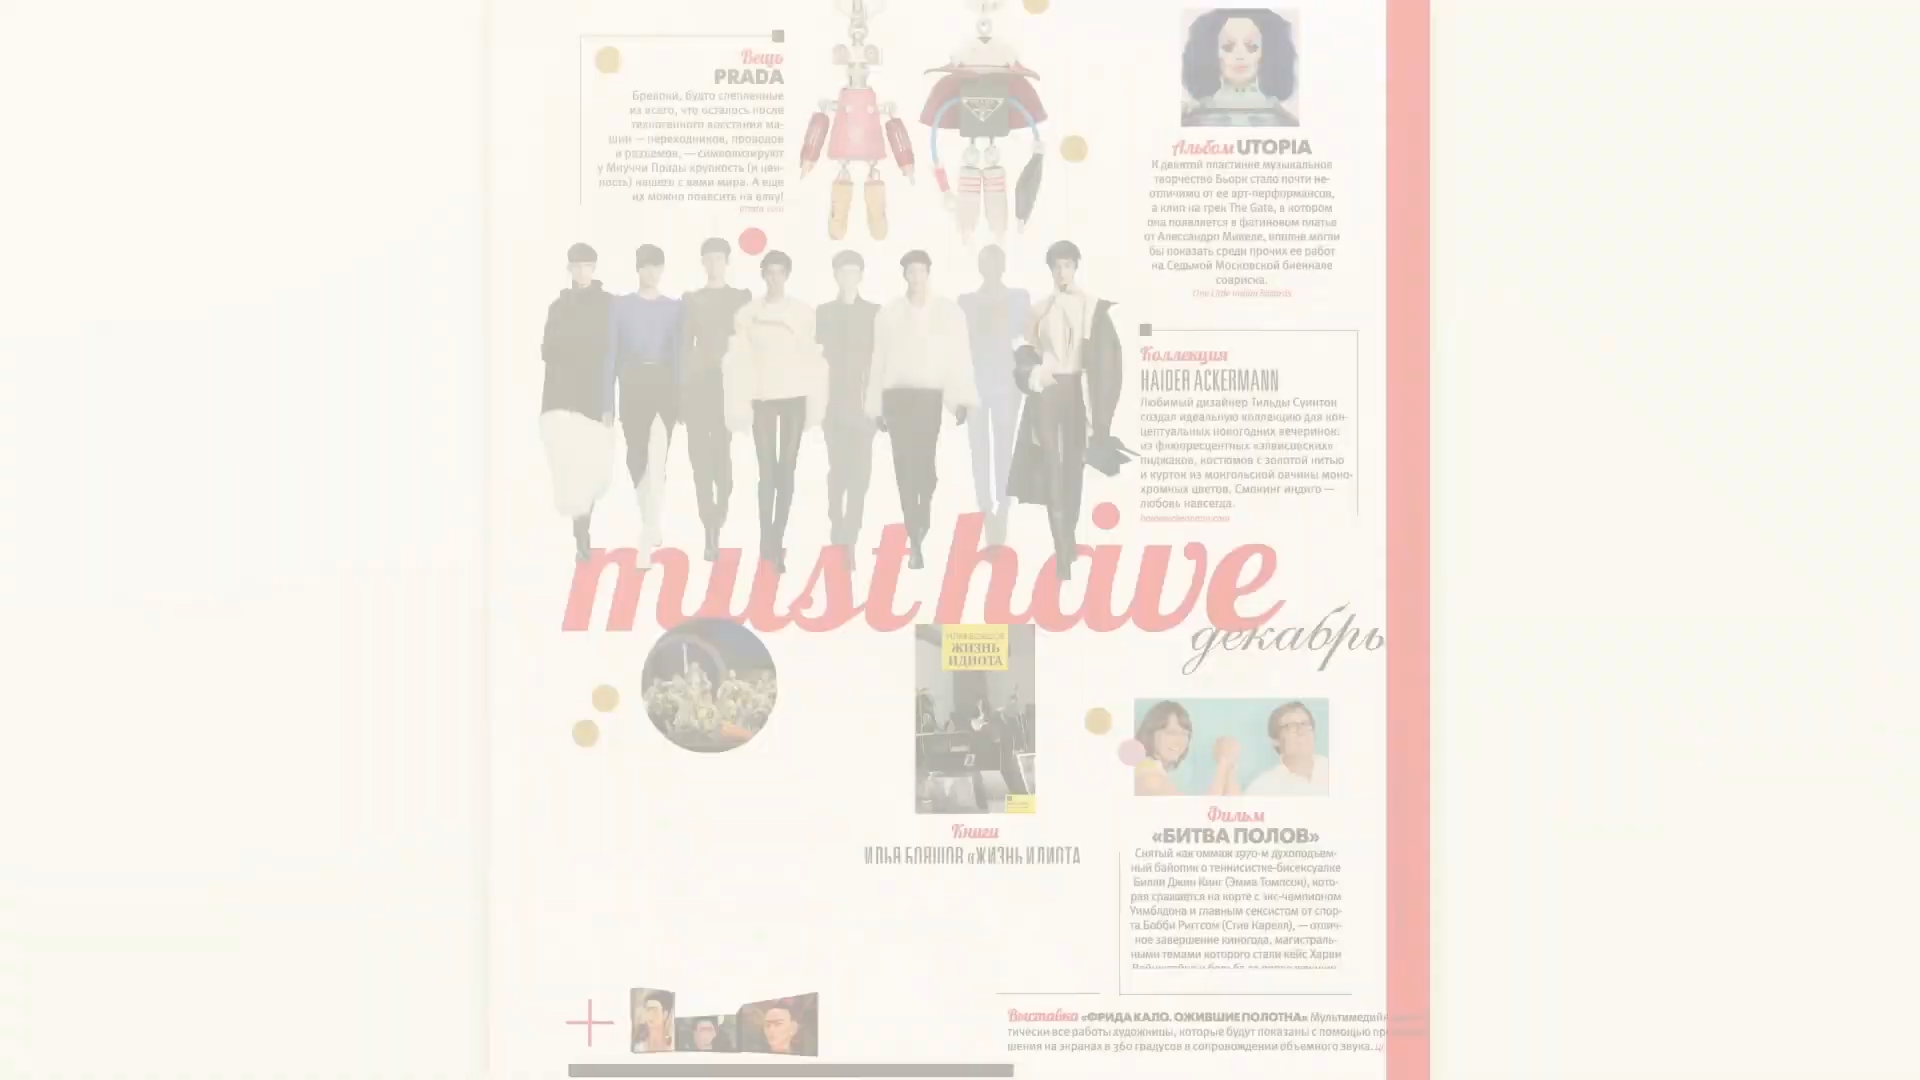 Вещь
PRADA
Брелоки, будто слепленные
из всего, что осталось после
техногенного восстания ма-
шин — переходников, проводов
и разъемов, — символизируют
у Миуччи Прады хрупкость (и цен-
ность) нашего с вами мира. А еще
их можно повесить на елку!
Альбом UTOPIA
К девятой пластинке музыкальное
творчество Бьорк стало почти не-
отличимо от ее арт-перформансов,
а клип на трек The Gate, в котором
она появляется в фатиновом платье
от Алессандро Микеле, вполне могли
бы показать среди прочих ее работ
на Седьмой Московской биеннале
совриска.
One Little Indian Records
Коллекция
HAIDER ACKERMANN
Любимый дизайнер Тильды Суинтон
создал идеальную коллекцию для кон-
цептуальных новогодних вечеринок:
из флюоресцентных «элвисовских»
пиджаков, костюмов с золотой нитью
и курток из монгольской овчины моно-
хромных цветов. Смокинг индиго —
любовь навсегда.
must have
декабрь
ЖИЗНЬ
ИДИОТА
Книги
ИЛЬЯ БОЯШОВ «ЖИЗНЬ ИДИОТА
Фильм
«БИТВА ПОЛОВ»
Снятый как оммаж 1970-м духоподъем-
ный байопик о теннисистке-бисексуалке
Билли Джин Кинг (Эмма Томпсон), кото-
рая сражается на корте с экс-чемпионом
Уимблдона и главным сексистом от спор-
та Бобби Риггсом (Стив Карелл), — отлич-
ное завершение киногода, магистраль-
ными темами которого стали кейс Харви
Выставка «ФРИДА КАЛО. ОЖИВШИЕ ПОЛОТНА»
тически все работы художницы, которые будут показаны с помощью
шения на экранах в 360 градусов в сопровождении объемного звука...